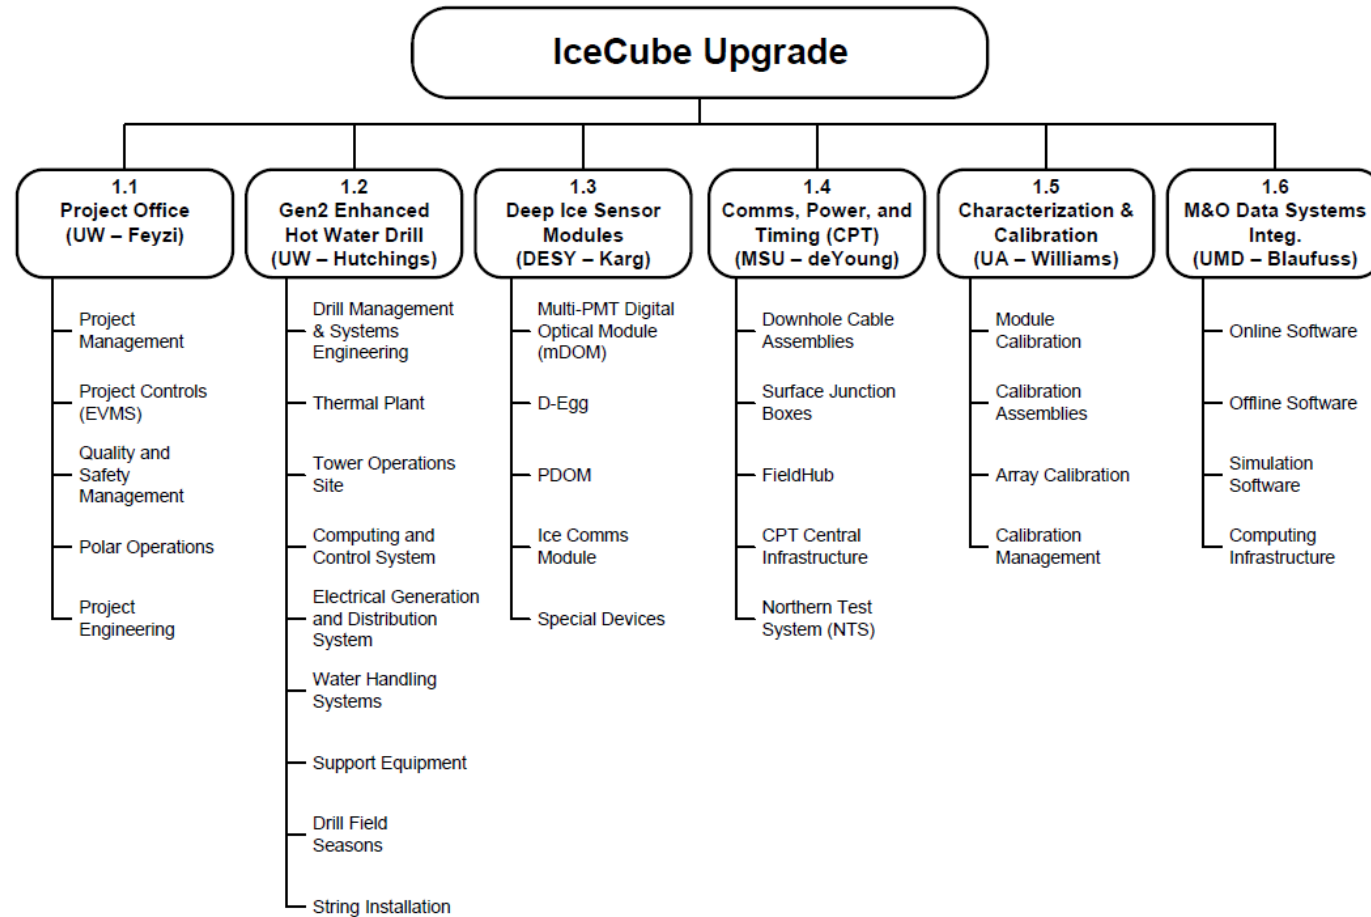 IceCube Upgrade
1.1
Project Office
(UW – Feyzi)
Project
Management
Project Controls
(EVMS)
Quality and
Safety
Management
Polar Operations
Project
Engineering
1.2
Gen2 Enhanced
Hot Water Drill
(UW – Hutchings)
Drill Management
& Systems
Engineering
Thermal Plant
Tower Operations
Site
Computing and
Control System
Electrical Generation
and Distribution
System
Water Handling
Systems
Support Equipment
Drill Field
Seasons
String Installation
1.3
Deep Ice Sensor
Modules
(DESY – Karg)
Multi-PMT Digital
Optical Module
(mDOM)
D-Egg
PDOM
Ice Comms
Module
Special Devices
1.4
Comms, Power, and
Timing (CPT)
(MSU – deYoung)
Downhole Cable
Assemblies
Surface Junction
Boxes
FieldHub
CPT Central
Infrastructure
Northern Test
System (NTS)
1.5
Characterization &
Calibration
(UA – Williams)
Module
Calibration
Calibration
Assemblies
Array Calibration
Calibration
Management
1.6
M&O Data Systems
Integ.
(UMD – Blaufuss)
Online Software
Offline Software
Simulation
Software
Computing
Infrastructure